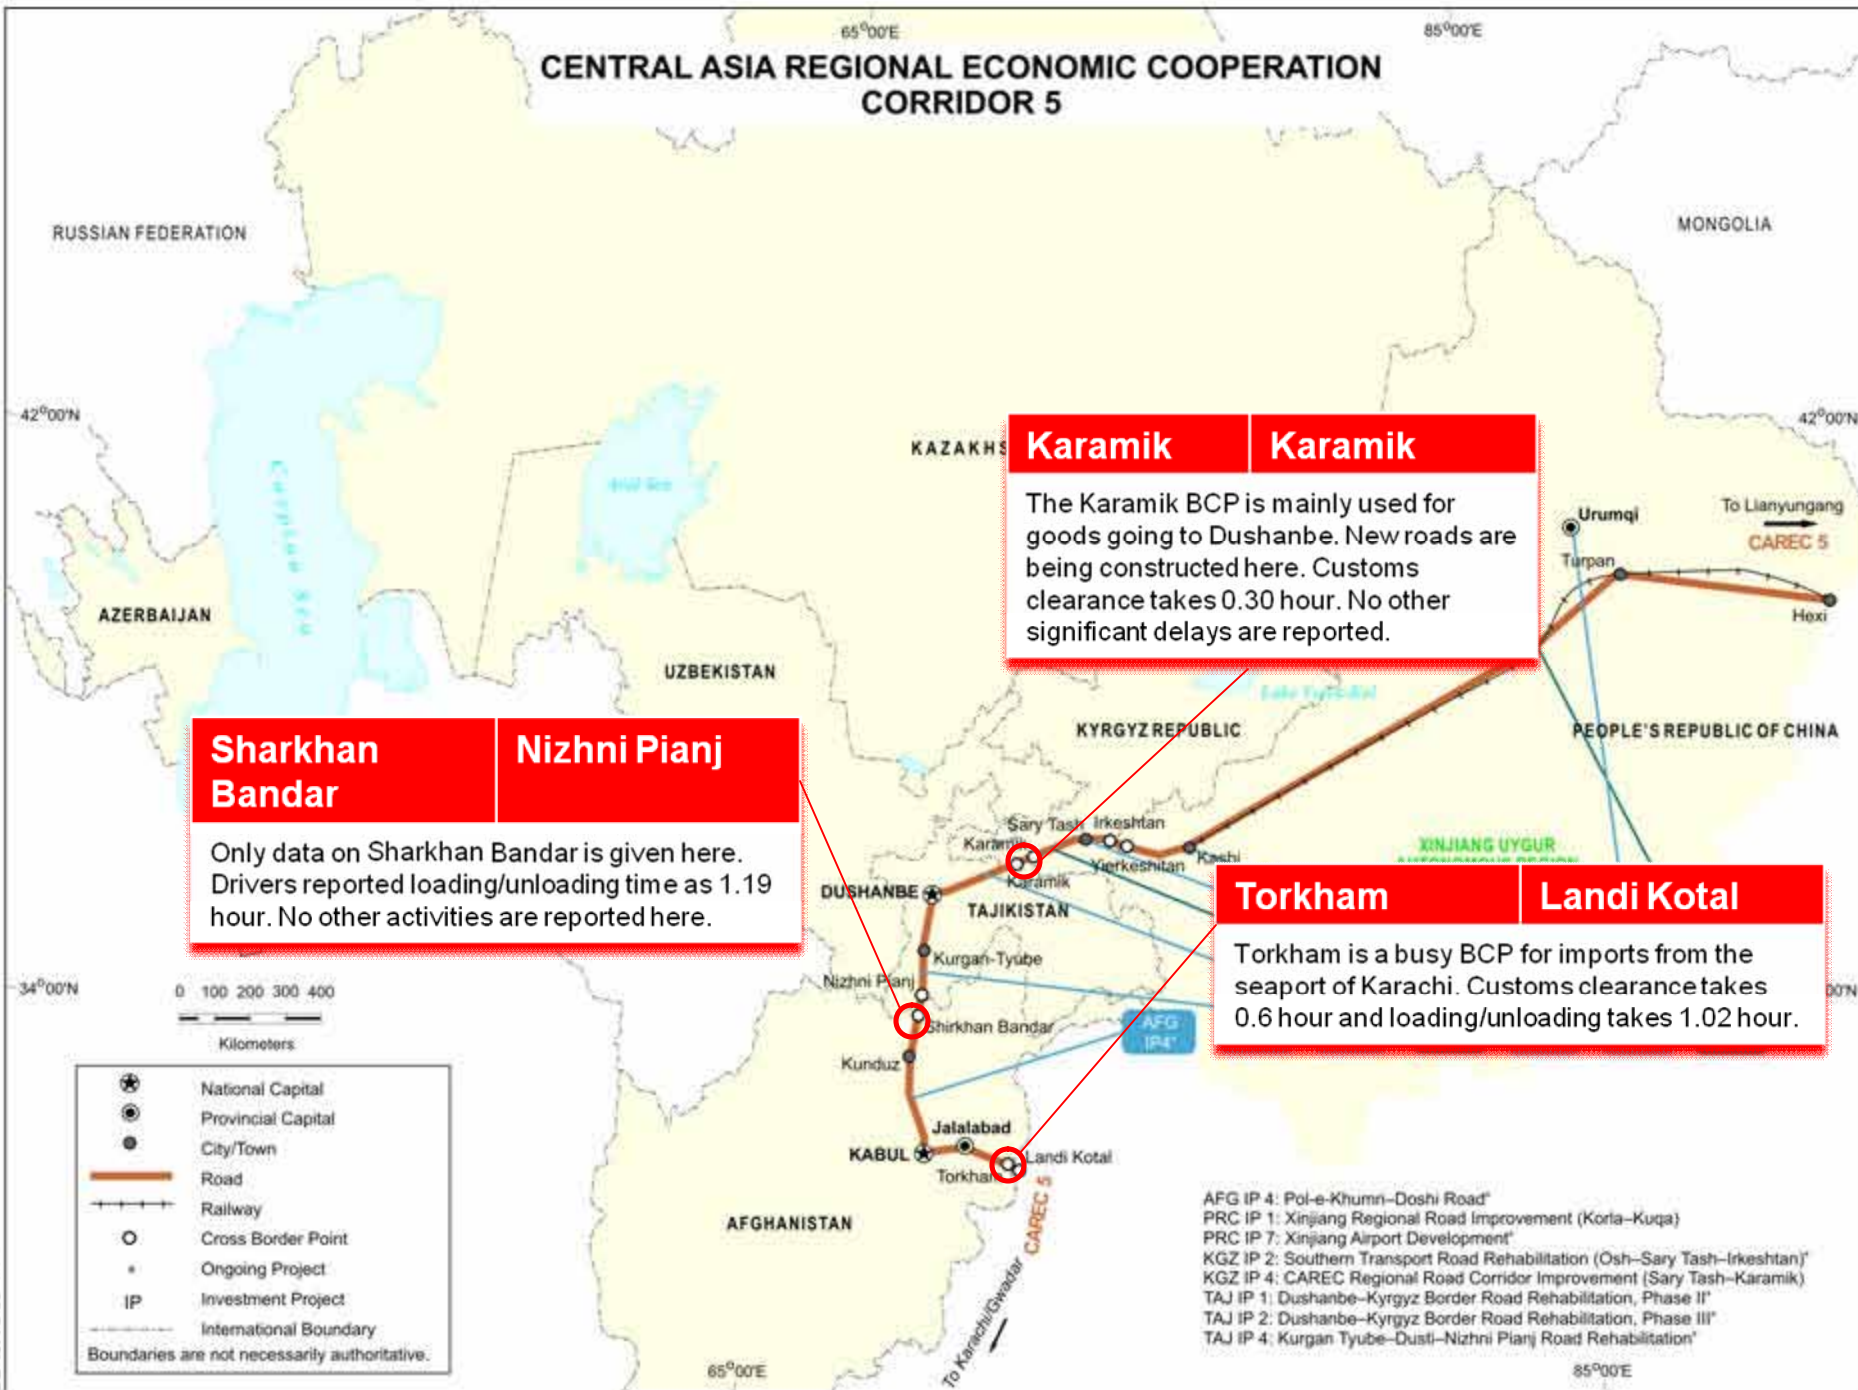 65°00'E
85°00'E
CENTRAL ASIA REGIONAL ECONOMIC COOPERATION
CORRIDOR 5
RUSSIAN FEDERATION
MONGOLIA
42°00'N
42°00'N
KAZAKHS
Karamik
Karamik
The Karamik BCP is mainly used for
goods going to Dushanbe. New roads are
being constructed here. Customs
clearance takes 0.30 hour. No other
significant delays are reported.
Caspian Sea
Aral Sea
Urumqi
To Lianyungang
CAREC 5
Turpan
Hexi
AZERBAIJAN
UZBEKISTAN
KYRGYZ REPUBLIC
PEOPLE'S REPUBLIC OF CHINA
Sharkhan
Bandar
Nizhni Pianj
Only data on Sharkhan Bandar is given here.
Drivers reported loading/unloading time as 1.19
hour. No other activities are reported here.
Sary Tash
Irkeshtan
Karamik
Yierkeshitan
Kashi
Karamik
XINJIANG UYGUR
AUTONOMOUS REGION
DUSHANBE
TAJIKISTAN
Torkham
Landi Kotal
Torkham is a busy BCP for imports from the
seaport of Karachi. Customs clearance takes
0.6 hour and loading/unloading takes 1.02 hour.
Kurgan-Tyube
Nizhni Pianj
34°00'N
00'N
Shirkhan Bandar
AFG
IP4*
Kunduz
0 100 200 300 400
Kilometers
Jalalabad
KABUL
Torkham
Landi Kotal
CAREC 5
AFGHANISTAN
To Karachi/Gwadar
National Capital
Provincial Capital
City/Town
Road
Railway
Cross Border Point
* Ongoing Project
IP Investment Project
International Boundary
Boundaries are not necessarily authoritative.
AFG IP 4: Pol-e-Khumri–Doshi Road*
PRC IP 1: Xinjiang Regional Road Improvement (Korla–Kuqa)
PRC IP 7: Xinjiang Airport Development*
KGZ IP 2: Southern Transport Road Rehabilitation (Osh–Sary Tash–Irkeshtan)*
KGZ IP 4: CAREC Regional Road Corridor Improvement (Sary Tash–Karamik)
TAJ IP 1: Dushanbe–Kyrgyz Border Road Rehabilitation, Phase II*
TAJ IP 2: Dushanbe–Kyrgyz Border Road Rehabilitation, Phase III*
TAJ IP 4: Kurgan Tyube–Dusti–Nizhni Pianj Road Rehabilitation*
65°00'E
85°00'E